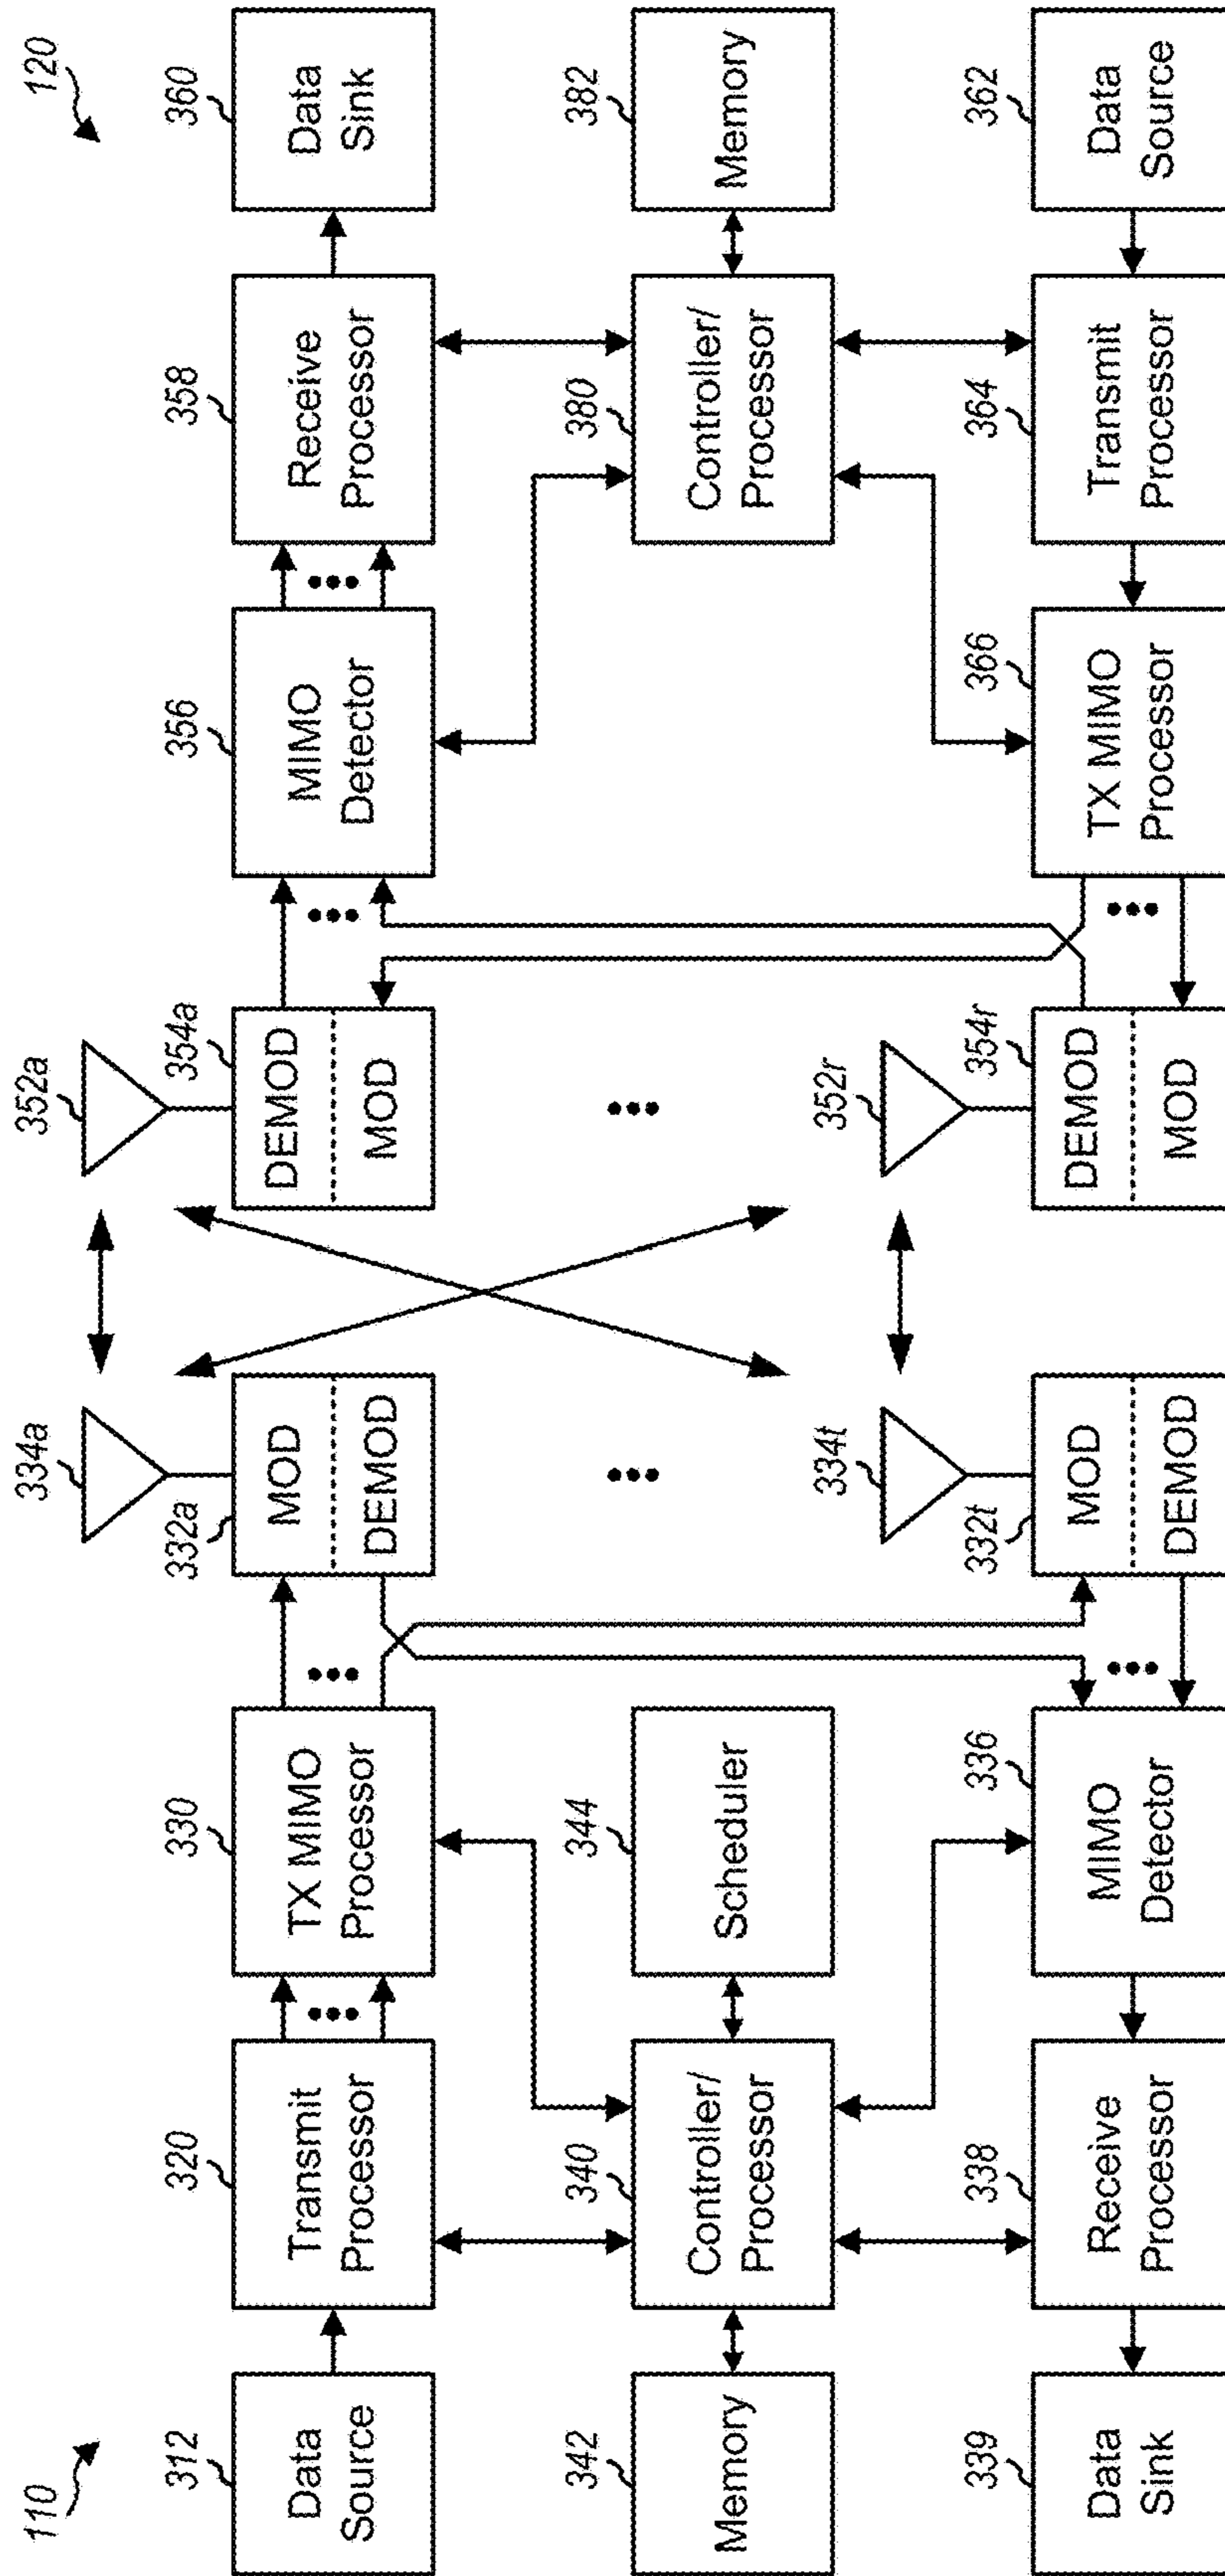 110
120
334a
352a
312
Data
Source
320
Transmit
Processor
330
TX MIMO
Processor
332a
MOD
DEMOD
354a
DEMOD
MOD
356
MIMO
Detector
358
Receive
Processor
360
Data
Sink
342
Memory
340
Controller/
Processor
344
Scheduler
380
Controller/
Processor
382
Memory
334t
352r
339
Data
Sink
338
Receive
Processor
336
MIMO
Detector
332t
MOD
DEMOD
354r
DEMOD
MOD
366
TX MIMO
Processor
364
Transmit
Processor
362
Data
Source